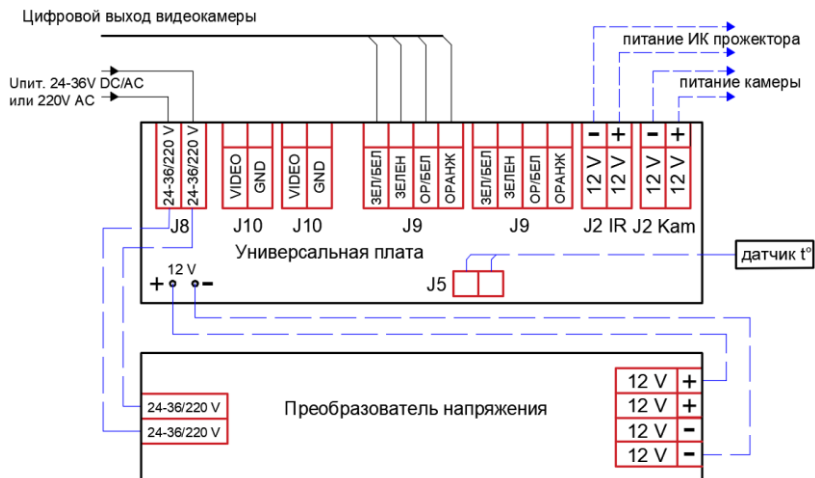 Цифровой выход видеокамеры
питание ИК прожектора
Uпит. 24-36V DC/AC
или 220V AC
питание камеры
24-36/220 V
24-36/220 V
VIDEO
GND
VIDEO
GND
ЗЕЛ/БЕЛ
ЗЕЛЕН
ОР/БЕЛ
ОРАНЖ
ЗЕЛ/БЕЛ
ЗЕЛЕН
ОР/БЕЛ
ОРАНЖ
12 V -
12 V +
12 V -
12 V +
J8
J10
J10
J9
J9
J2 IR
J2 Kam
Универсальная плата
датчик t°
12 V
+ -
J5
24-36/220 V
24-36/220 V
Преобразователь напряжения
12 V +
12 V +
12 V -
12 V -